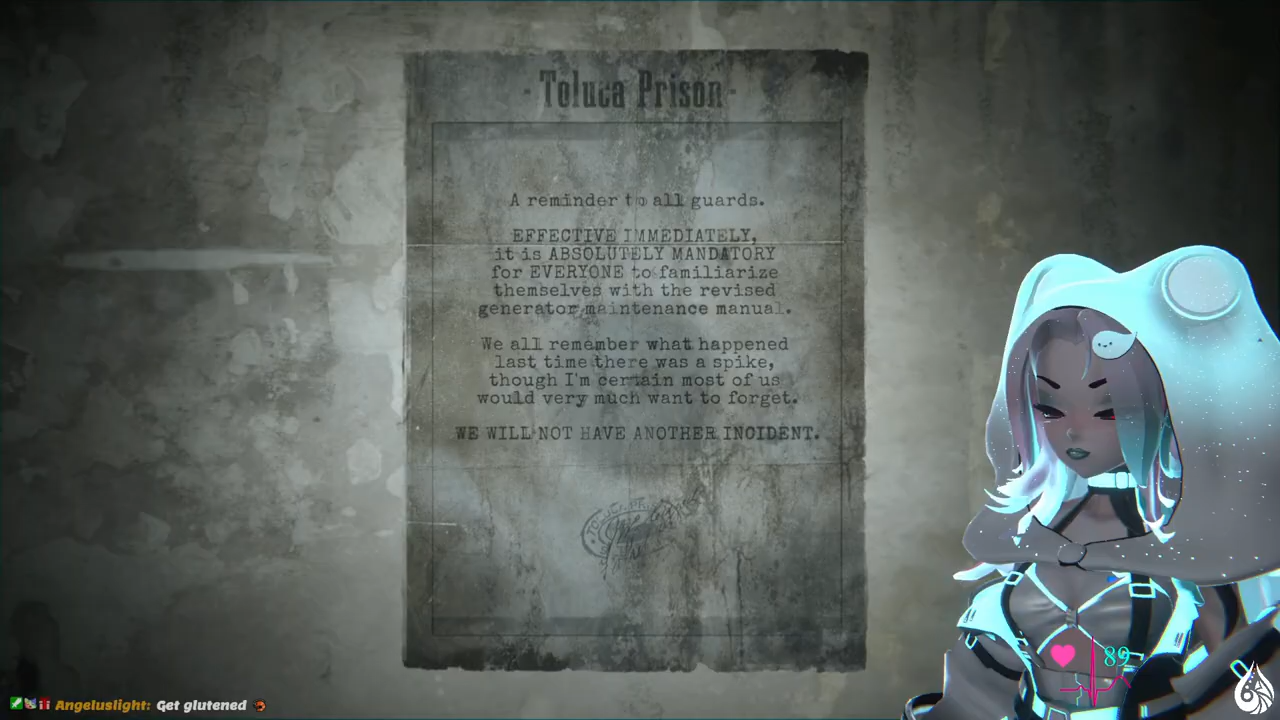 - Toluca Prison -
A reminder to all guards.
EFFECTIVE IMMEDIATELY,
it is ABSOLUTELY MANDATORY
for EVERYONE to familiarize
themselves with the revised
generator maintenance manual.
We all remember what happened
last time there was a spike,
though I'm certain most of us
would very much want to forget.
WE WILL NOT HAVE ANOTHER INCIDENT.
89
Angeluslight: Get glutened